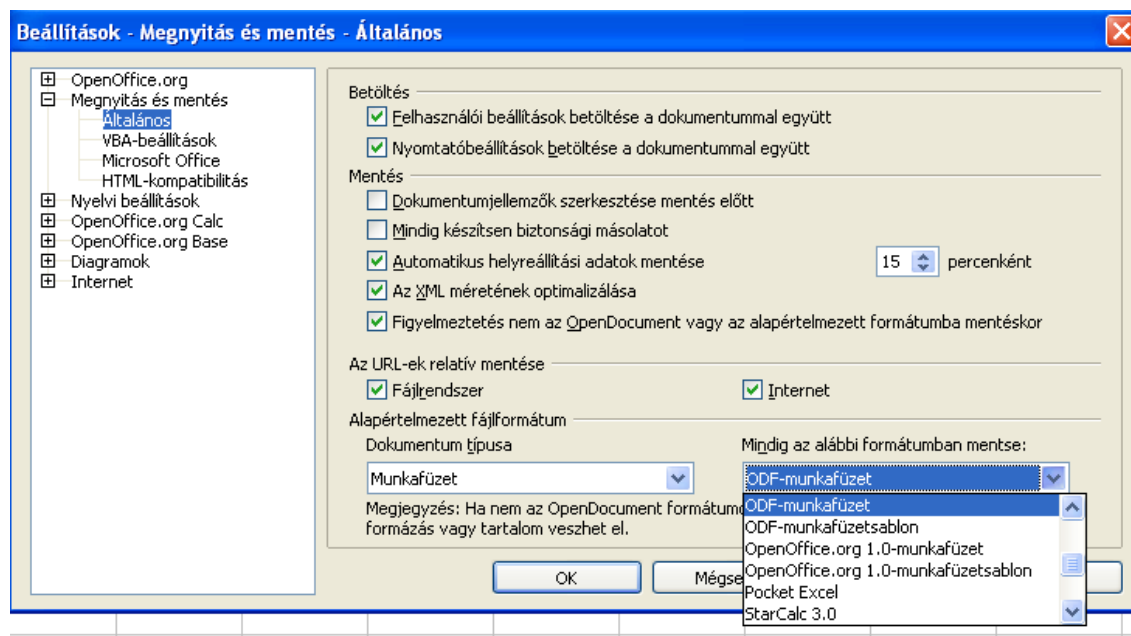 Beállítások - Megnyitás és mentés - Általános
OpenOffice.org
Megnyitás és mentés
Általános
VBA-beállítások
Microsoft Office
HTML-kompatibilitás
Nyelvi beállítások
OpenOffice.org Calc
OpenOffice.org Base
Diagramok
Internet
Betöltés
Felhasználói beállítások betöltése a dokumentummal együtt
Nyomtatóbeállítások betöltése a dokumentummal együtt
Mentés
Dokumentumjellemzők szerkesztése mentés előtt
Mindig készítsen biztonsági másolatot
Automatikus helyreállítási adatok mentése 15 percenként
Az XML méretének optimalizálása
Figyelmeztetés nem az OpenDocument vagy az alapértelmezett formátumba mentéskor
Az URL-ek relatív mentése
Fájlrendszer Internet
Alapértelmezett fájlformátum
Dokumentum típusa Mindig az alábbi formátumban mentse:
Munkafüzet ODF-munkafüzet
Megjegyzés: Ha nem az OpenDocument
formázás vagy tartalom veszhet el.
ODF-munkafüzet
ODF-munkafüzetsablon
OpenOffice.org 1.0-munkafüzet
OpenOffice.org 1.0-munkafüzetsablon
Pocket Excel
StarCalc 3.0
OK